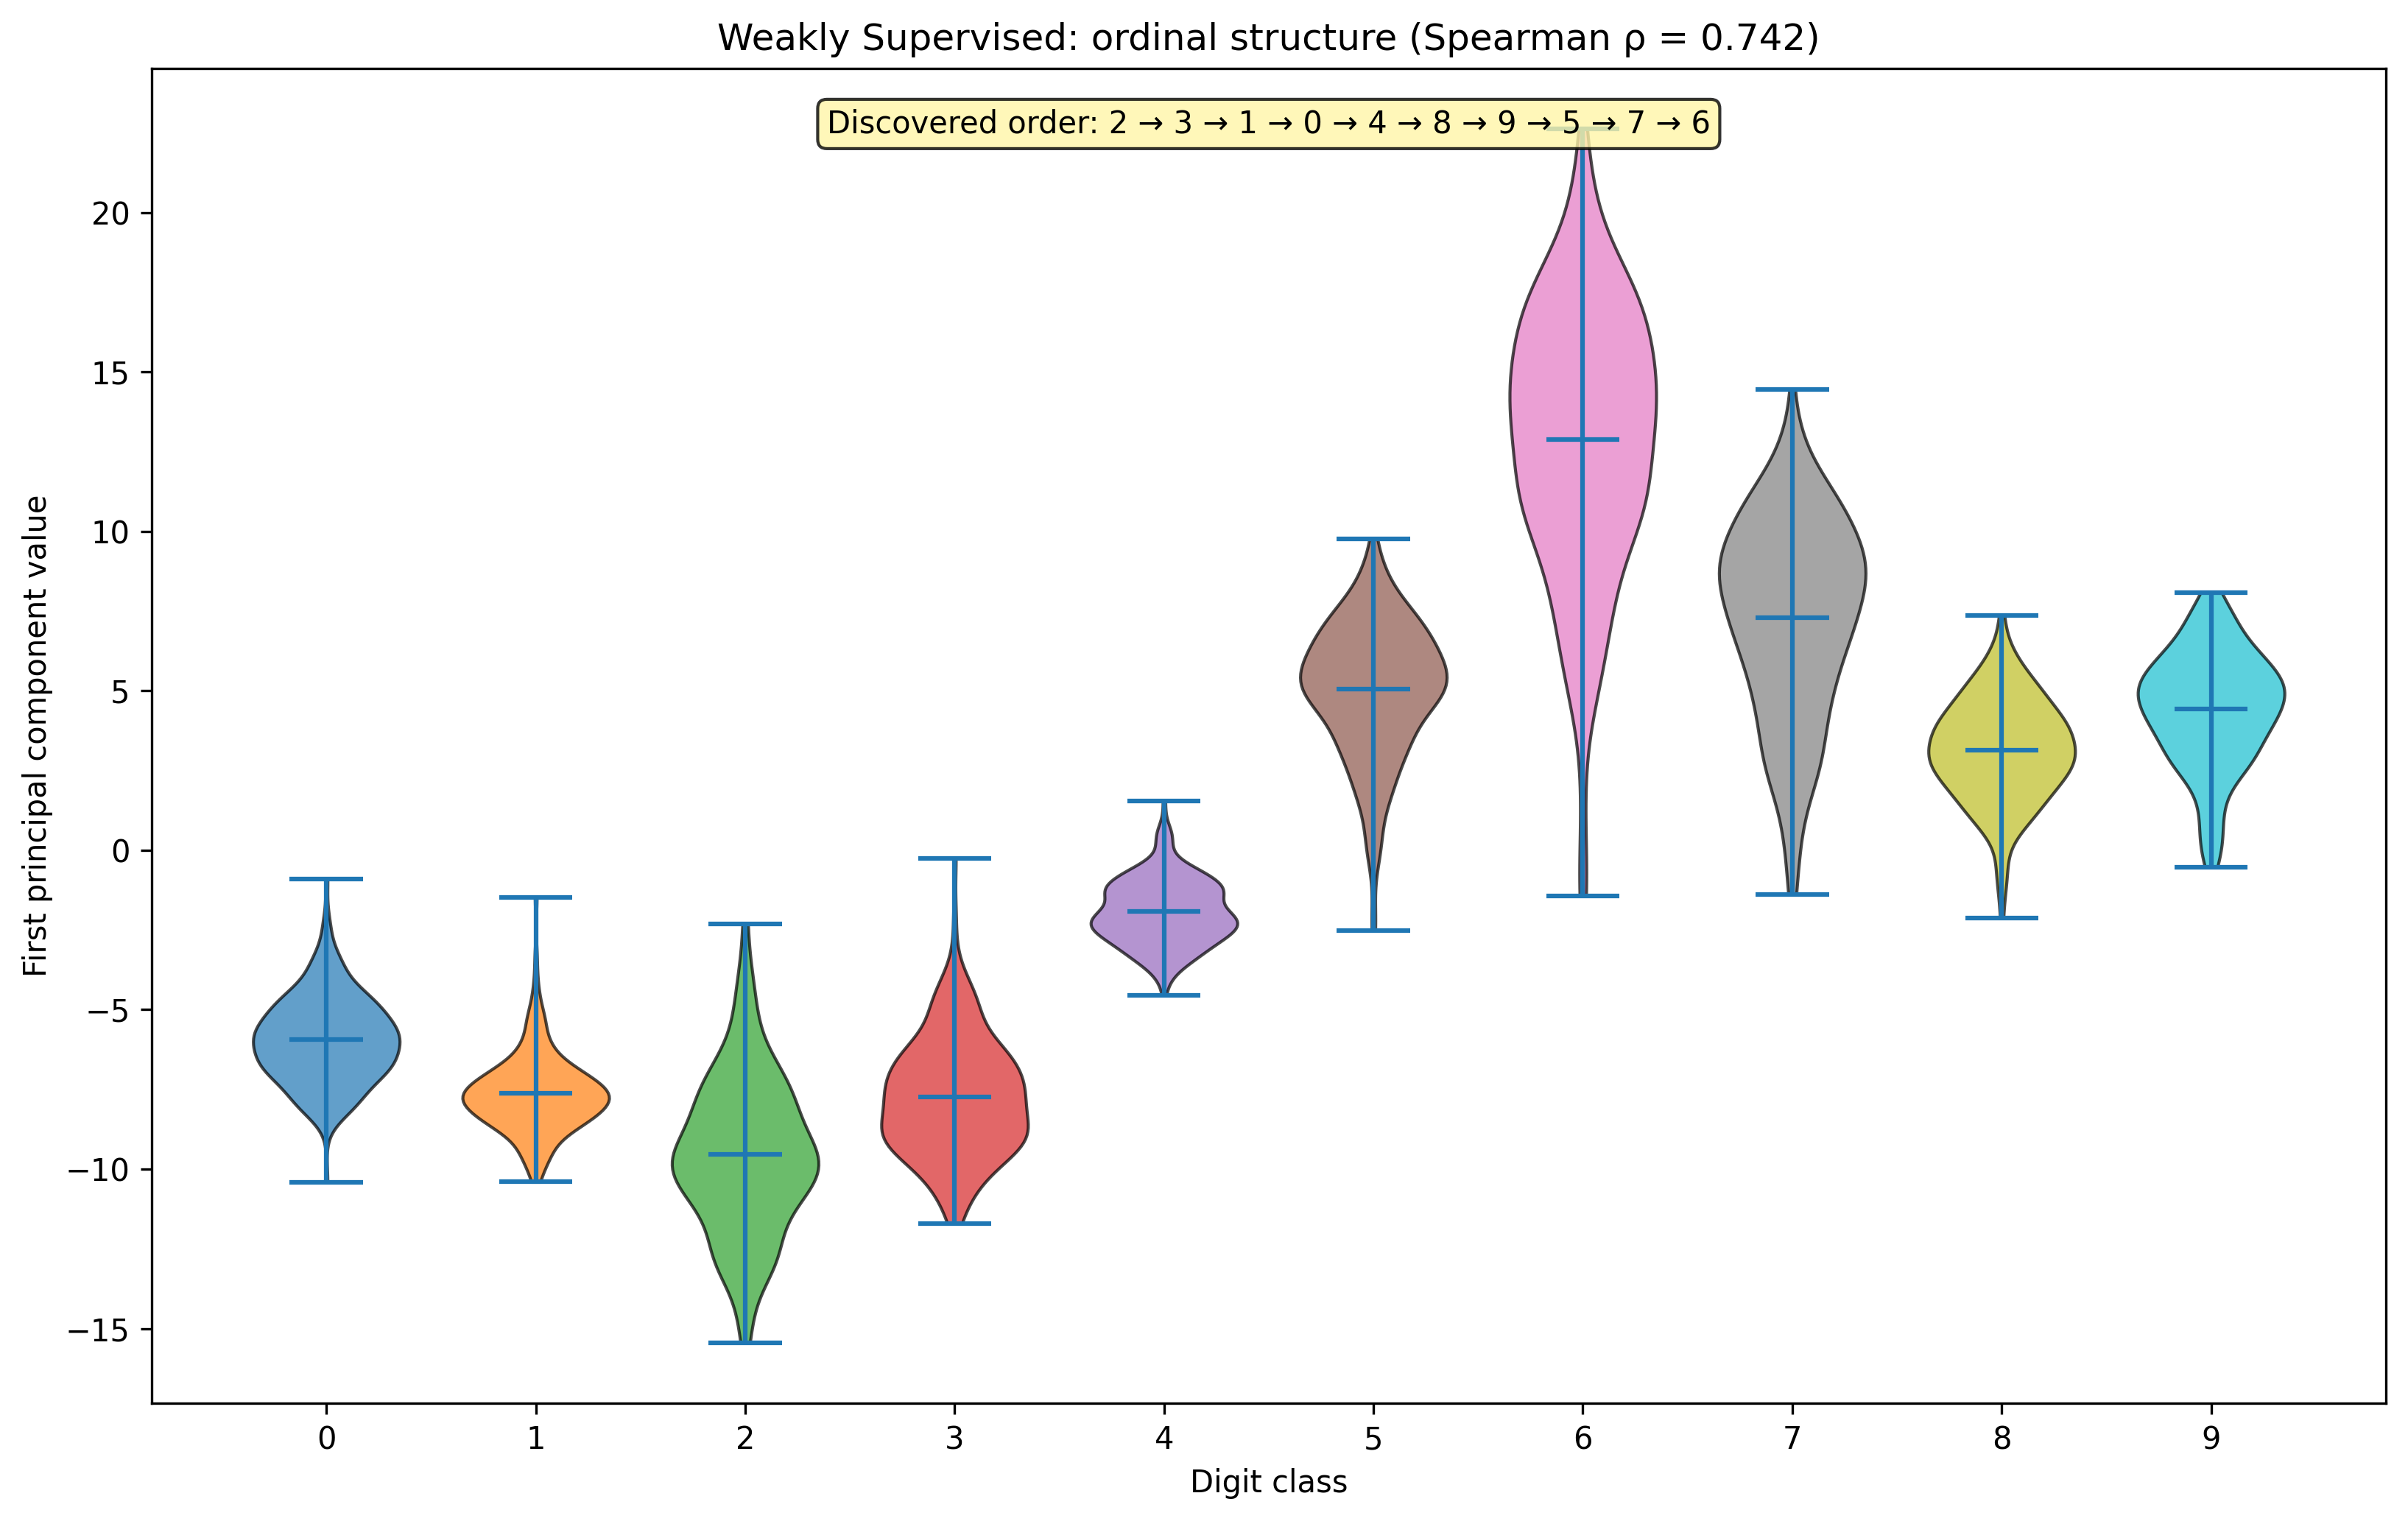 Weakly Supervised: ordinal structure (Spearman ρ = 0.742)
Discovered order: 2 → 3 → 1 → 0 → 4 → 8 → 9 → 5 → 7 → 6
First principal component value
20
15
10
5
0
−5
−10
−15
0 1 2 3 4 5 6 7 8 9
Digit class